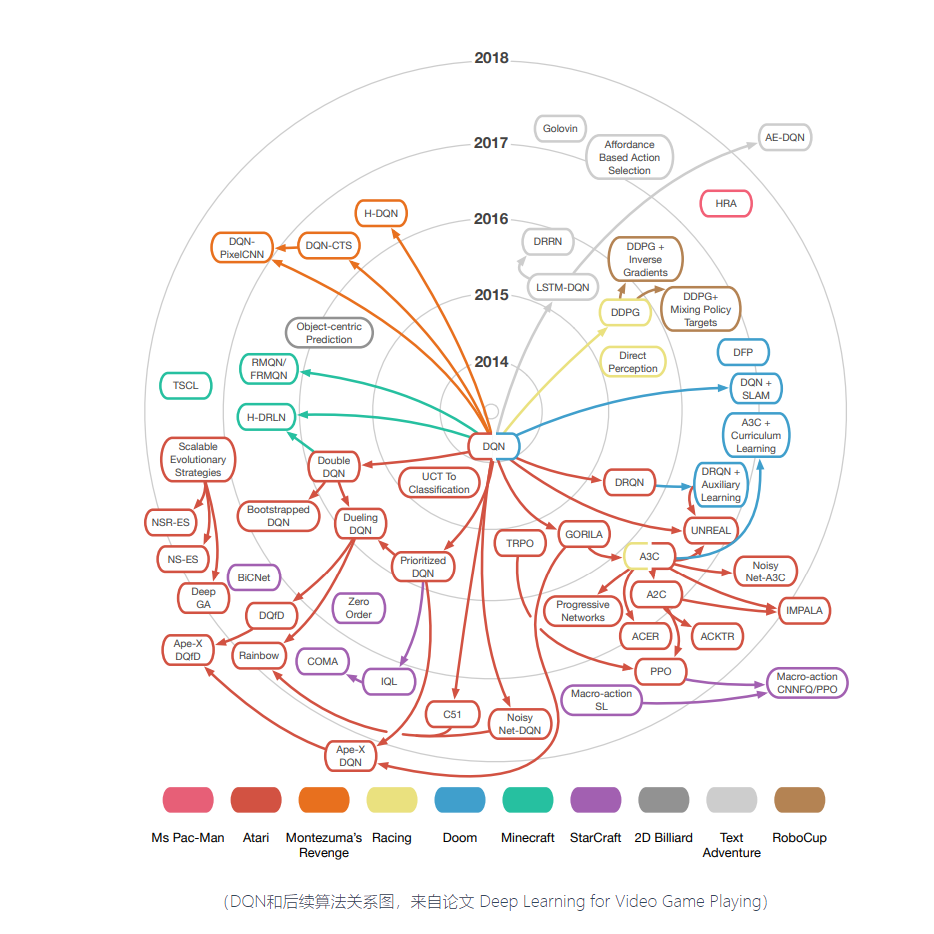 2018
Golovin
AE-DQN
2017
Affordance
Based Action
Selection
HRA
H-DQN
2016
DQN-
PixelCNN
DQN-CTS
DRRN
DDPG +
Inverse
Gradients
LSTM-DQN
2015
DDPG
DDPG+
Mixing Policy
Targets
Object-centric
Prediction
RMQN/
FRMQN
2014
Direct
Perception
DFP
TSCL
DQN +
SLAM
H-DRLN
A3C +
Curriculum
Learning
DQN
Scalable
Evolutionary
Strategies
Double
DQN
UCT To
Classification
DRQN
DRQN +
Auxiliary
Learning
NSR-ES
Bootstrapped
DQN
Dueling
DQN
TRPO
GORILA
UNREAL
NS-ES
A3C
BiCNet
Prioritized
DQN
Noisy
Net-A3C
Deep
GA
A2C
DQfD
Zero
Order
Progressive
Networks
IMPALA
Ape-X
DQfD
Rainbow
COMA
ACER
ACKTR
IQL
PPO
Macro-action
SL
Macro-action
CNNFQ/PPO
C51
Noisy
Net-DQN
Ape-X
DQN
Ms Pac-Man
Atari
Montezuma's
Revenge
Racing
Doom
Minecraft
StarCraft
2D Billiard
Text
Adventure
RoboCup
（DQN和后续算法关系图，来自论文 Deep Learning for Video Game Playing）